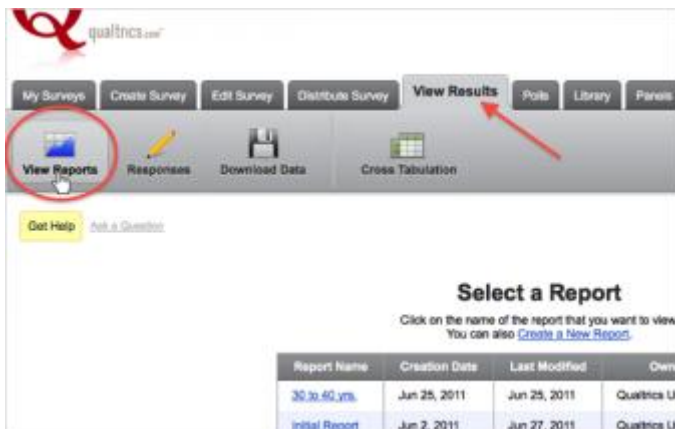 qualtrics.com
My Surveys Create Survey Edit Survey Distribute Survey View Results Polls Library Panels
View Reports Responses Download Data Cross Tabulation
Get Help Ask a Question
Select a Report
Click on the name of the report that you want to view
You can also Create a New Report.
Report Name Creation Date Last Modified Own
30 to 40 yrs. Jun 25, 2011 Jun 25, 2011 Qualtrics U
Initial Report Jun 2, 2011 Jun 27, 2011 Qualtrics U